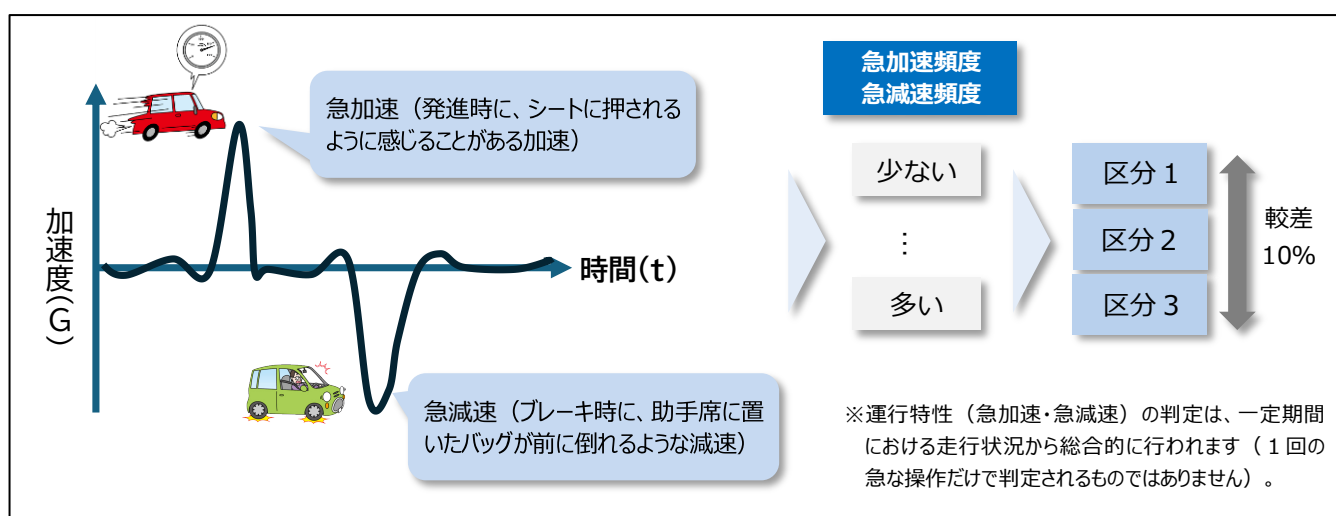 急加速（発進時に、シートに押される
ように感じることがある加速）
加速度(G)
時間(t)
急減速（ブレーキ時に、助手席に置
いたバッグが前に倒れるような減速）
急加速頻度
急減速頻度
少ない
⋮
多い
区分１
区分２
区分３
較差
10%
※運行特性（急加速・急減速）の判定は、一定期間
における走行状況から総合的に行われます（１回の
急な操作だけで判定されるものではありません）。